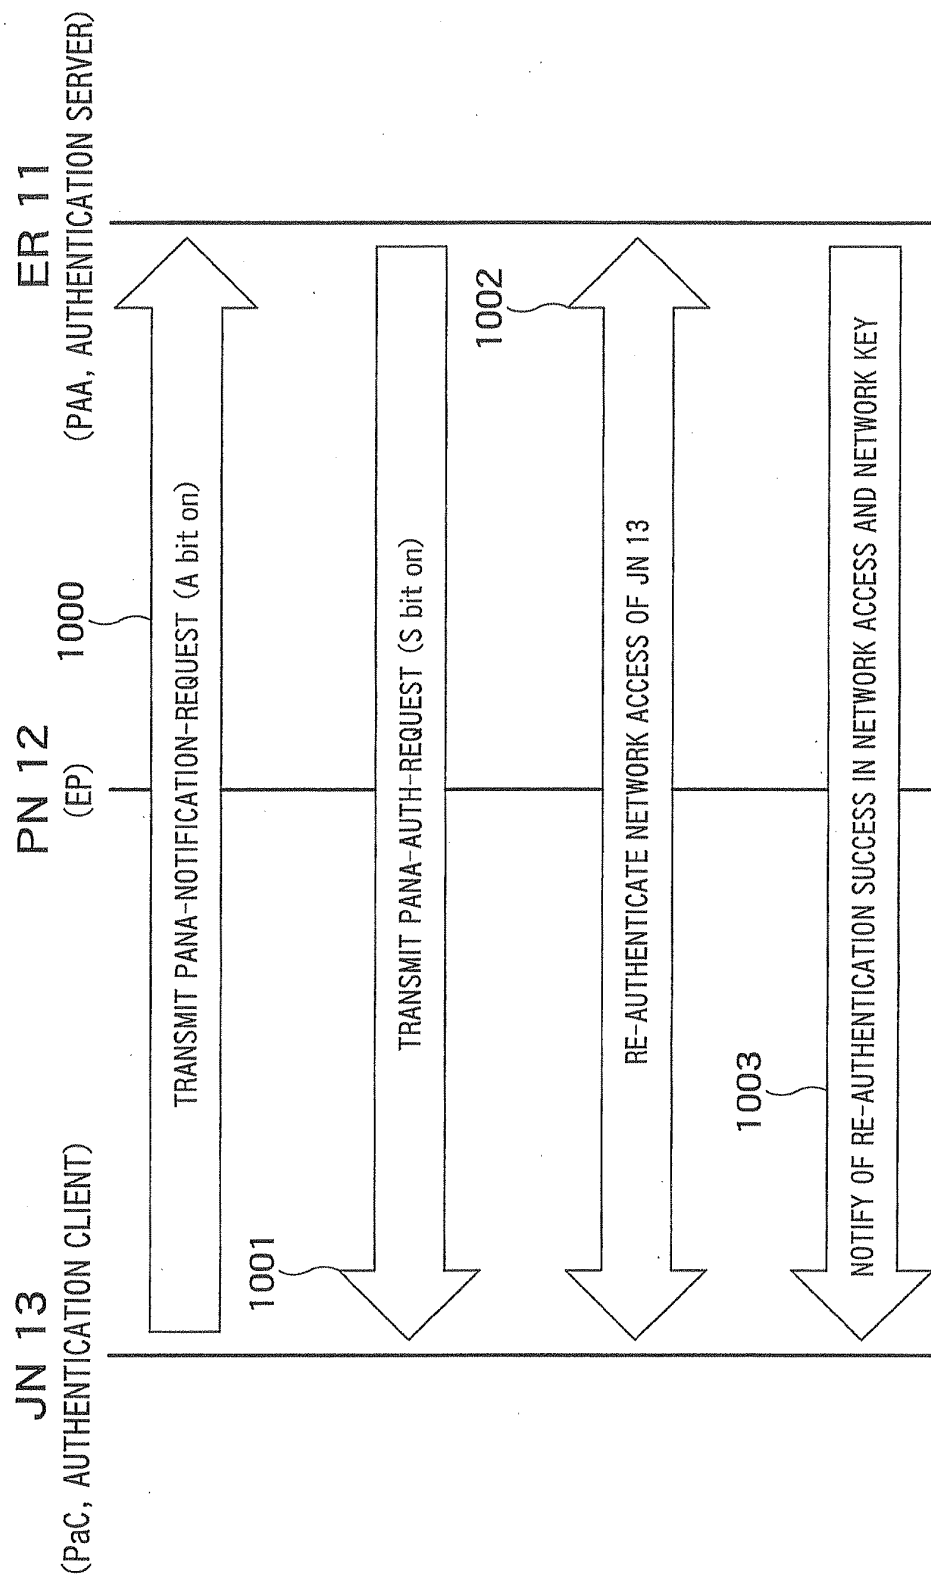 JN 13
(PaC, AUTHENTICATION CLIENT)
PN 12
(EP)
ER 11
(PAA, AUTHENTICATION SERVER)
1000
TRANSMIT PANA-NOTIFICATION-REQUEST (A bit on)
1001
TRANSMIT PANA-AUTH-REQUEST (S bit on)
1002
RE-AUTHENTICATE NETWORK ACCESS OF JN 13
1003
NOTIFY OF RE-AUTHENTICATION SUCCESS IN NETWORK ACCESS AND NETWORK KEY